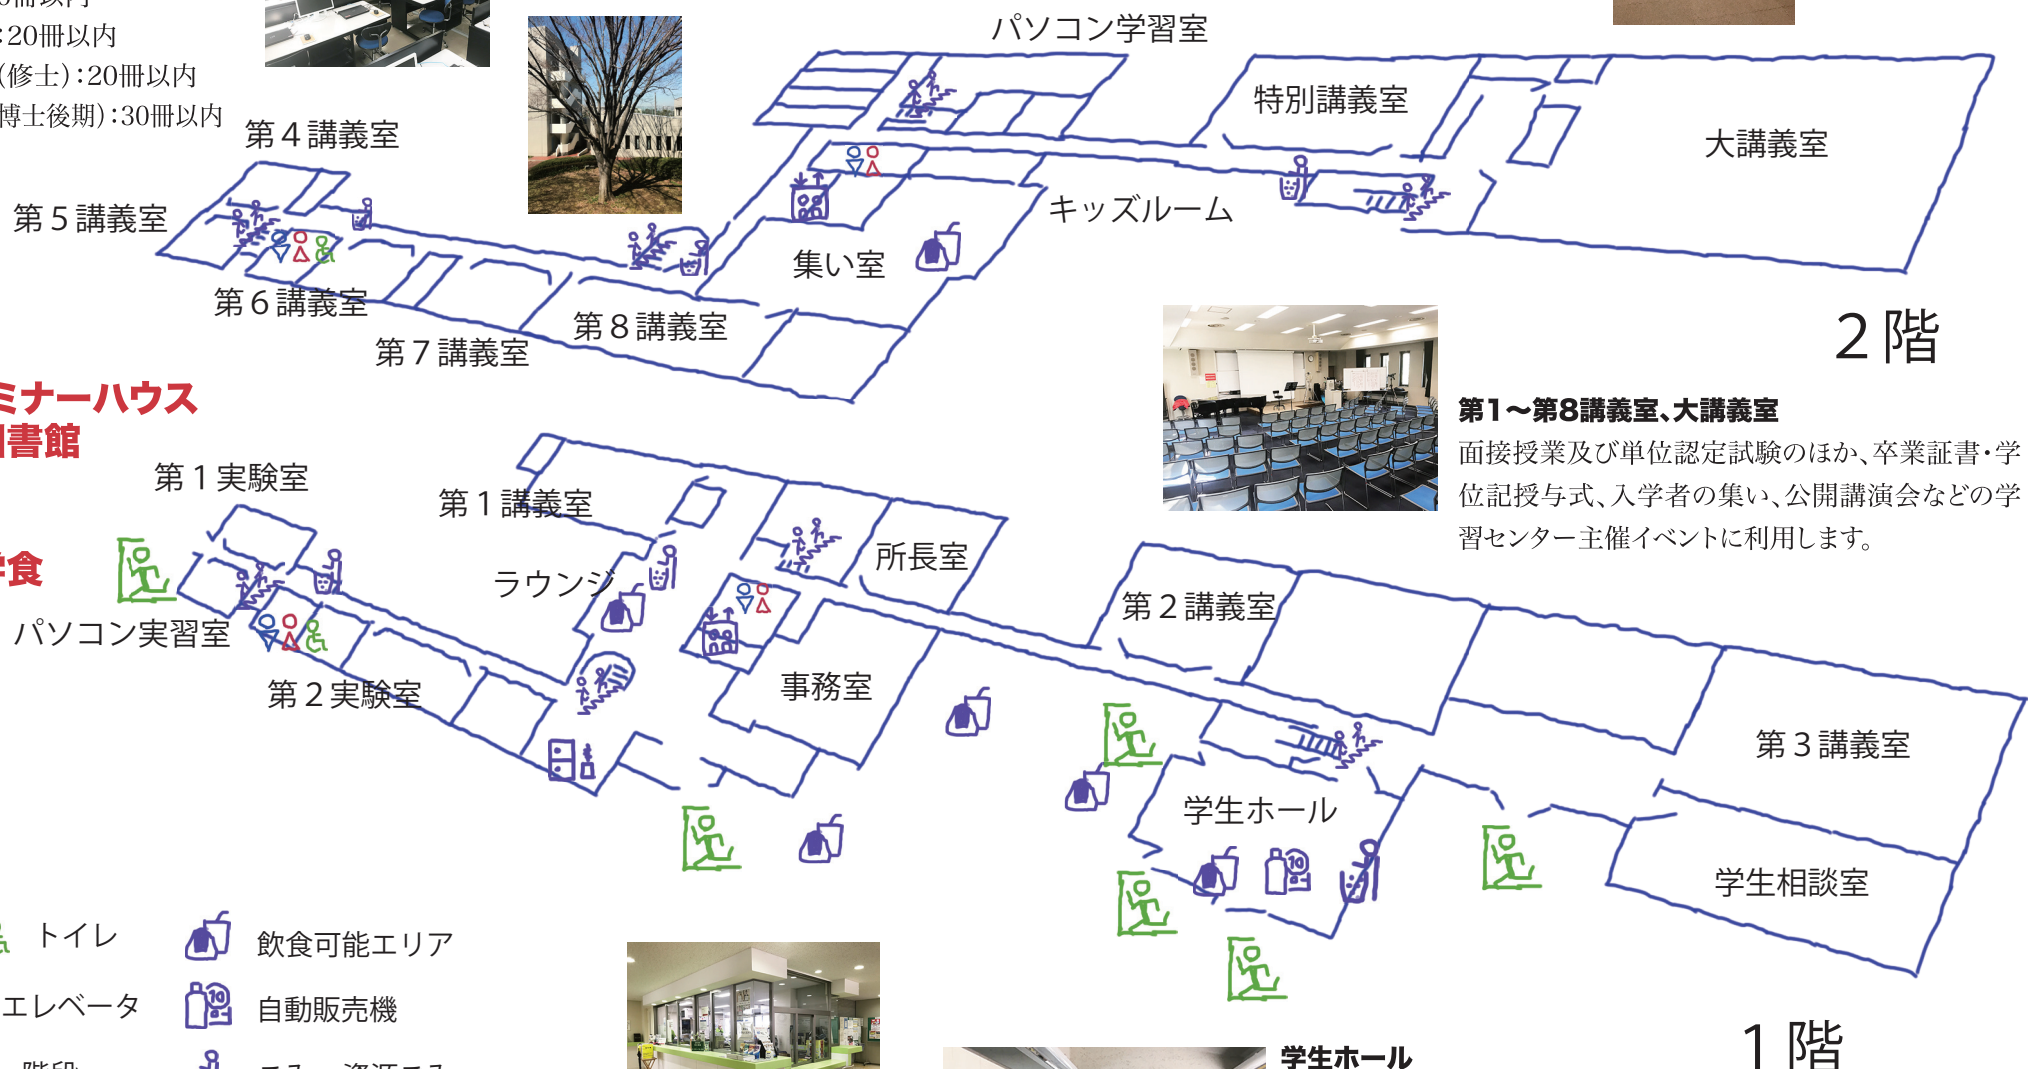 :20冊以内
(修士):20冊以内
博士後期):30冊以内
パソコン学習室
特別講義室
大講義室
第4講義室
第5講義室
キッズルーム
集い室
第6講義室
第7講義室
第8講義室
2階
第1~第8講義室、大講義室
面接授業及び単位認定試験のほか、卒業証書・学
位記授与式、入学者の集い、公開講演会などの学
習センター主催イベントに利用します。
ミナーハウス
書館
学食
第1実験室
第1講義室
所長室
ラウンジ
第2講義室
パソコン実習室
第2実験室
事務室
第3講義室
学生ホール
学生相談室
トイレ
飲食可能エリア
エレベータ
自動販売機
1階
学生ホール